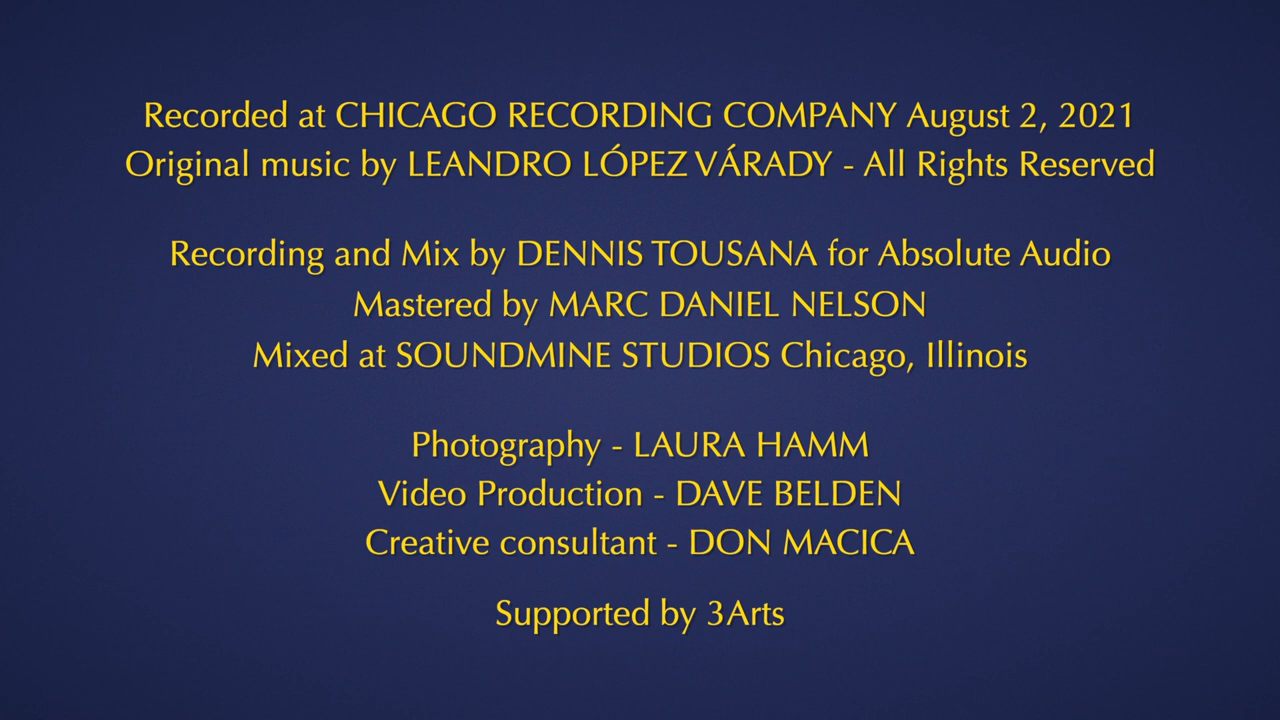 Recorded at CHICAGO RECORDING COMPANY August 2, 2021
Original music by LEANDRO LÓPEZ VÁRADY - All Rights Reserved
Recording and Mix by DENNIS TOUSANA for Absolute Audio
Mastered by MARC DANIEL NELSON
Mixed at SOUNDMINE STUDIOS Chicago, Illinois
Photography - LAURA HAMM
Video Production - DAVE BELDEN
Creative consultant - DON MACICA
Supported by 3Arts